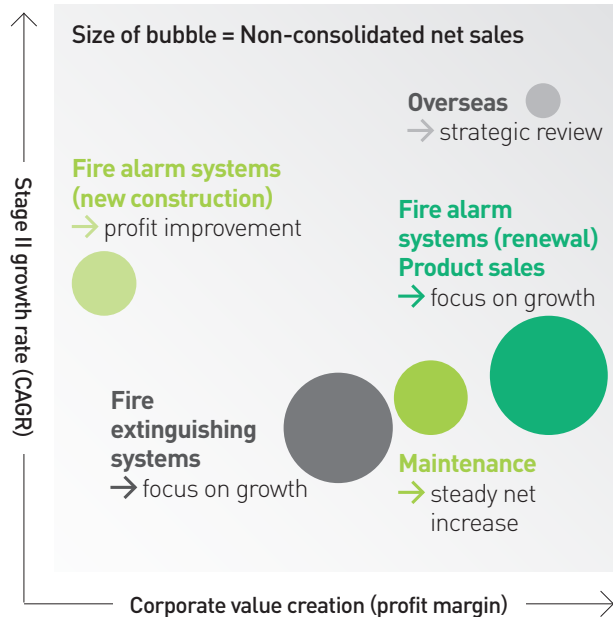 Size of bubble = Non-consolidated net sales
Overseas
→ strategic review
Fire alarm systems
(new construction)
→ profit improvement
Fire alarm
systems (renewal)
Product sales
→ focus on growth
Fire
extinguishing
systems
→ focus on growth
Maintenance
→ steady net
increase
Stage II growth rate (CAGR)
Corporate value creation (profit margin)